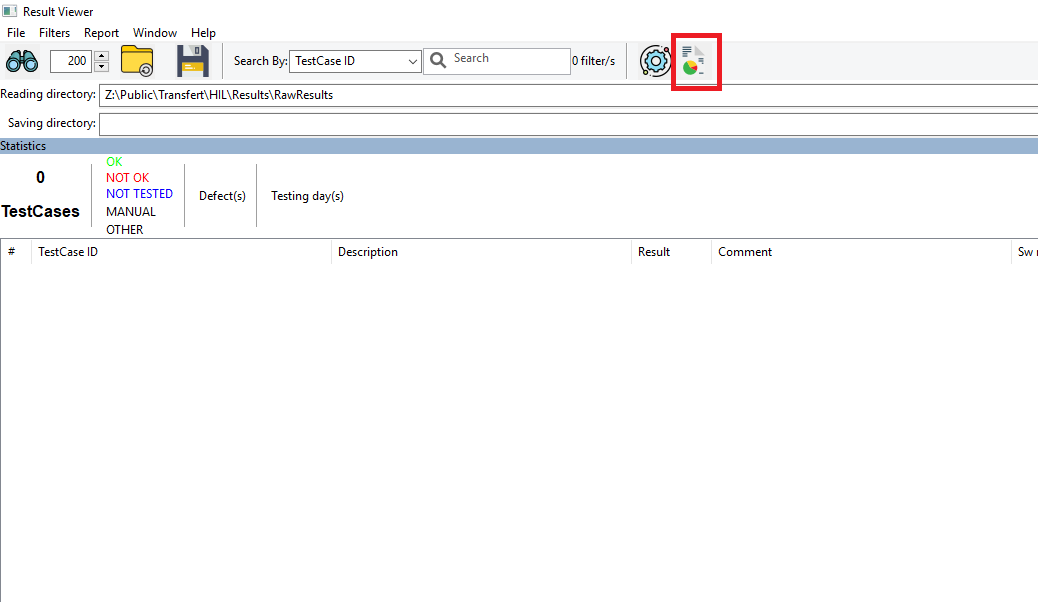 Result Viewer
File Filters Report Window Help
200 Search By: TestCase ID Search 0 filter/s
Reading directory: Z:\Public\Transfert\HIL\Results\RawResults
Saving directory:
Statistics
0
TestCases
OK
NOT OK
NOT TESTED
MANUAL
OTHER
Defect(s)
Testing day(s)
# TestCase ID Description Result Comment Sw